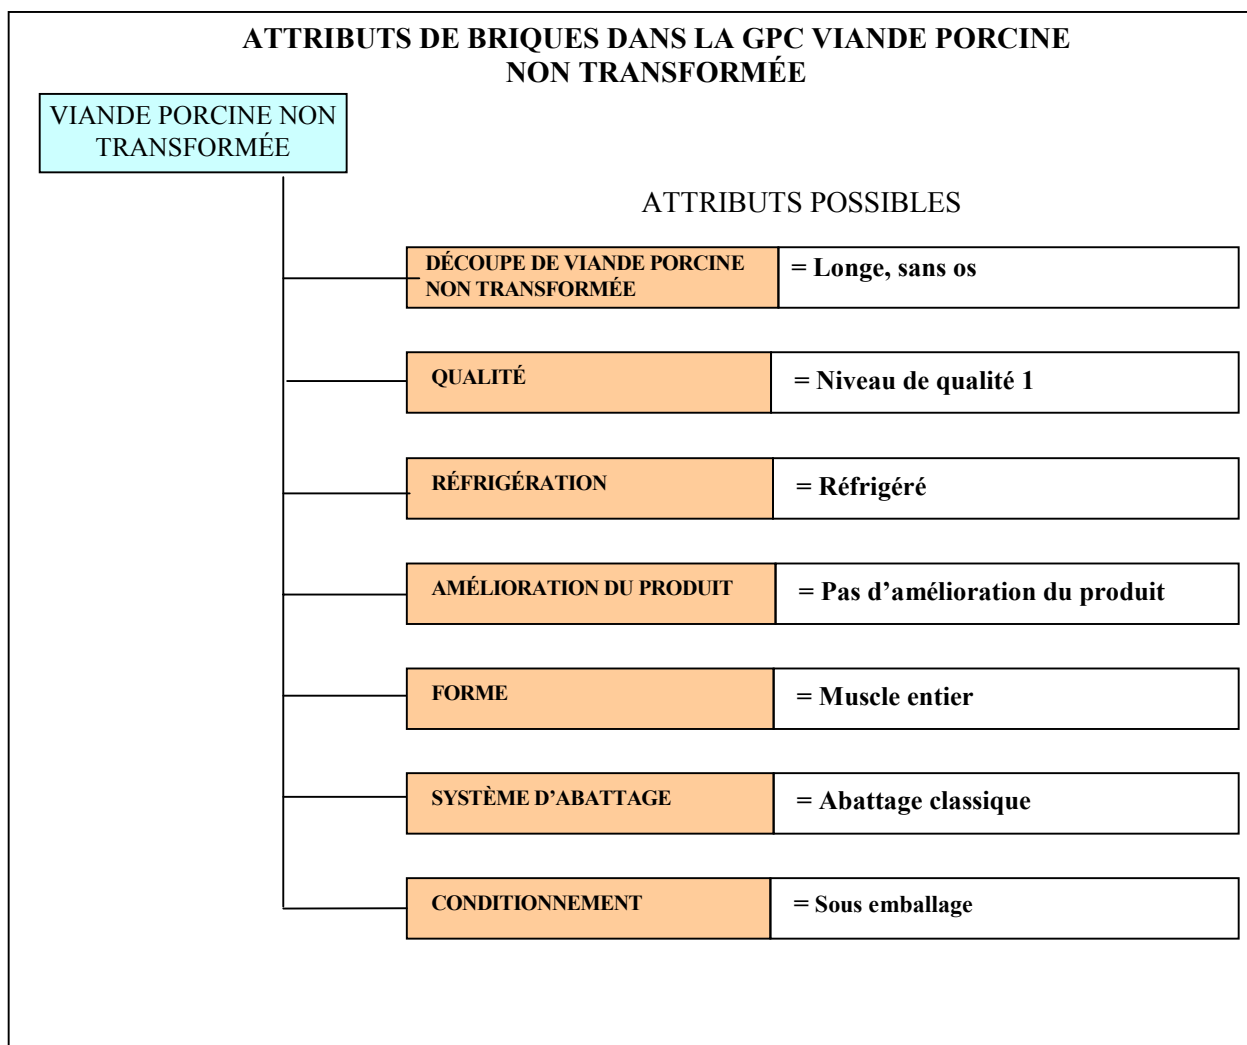 ATTRIBUTS DE BRIQUES DANS LA GPC VIANDE PORCINE
NON TRANSFORMÉE
VIANDE PORCINE NON
TRANSFORMÉE
ATTRIBUTS POSSIBLES
DÉCOUPE DE VIANDE PORCINE
NON TRANSFORMÉE
= Longe, sans os
QUALITÉ
= Niveau de qualité 1
RÉFRIGÉRATION
= Réfrigéré
AMÉLIORATION DU PRODUIT
= Pas d’amélioration du produit
FORME
= Muscle entier
SYSTÈME D’ABATTAGE
= Abattage classique
CONDITIONNEMENT
= Sous emballage